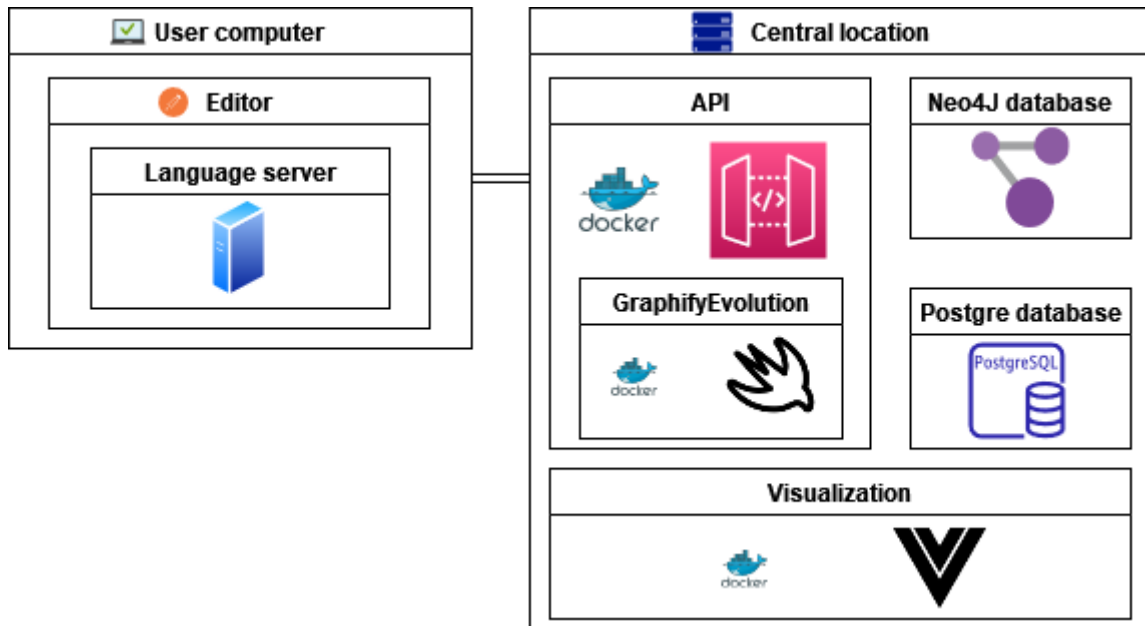 User computer
Editor
Language server
Central location
API
docker
</>
GraphifyEvolution
docker
Neo4J database
Postgre database
PostgreSQL
Visualization
docker